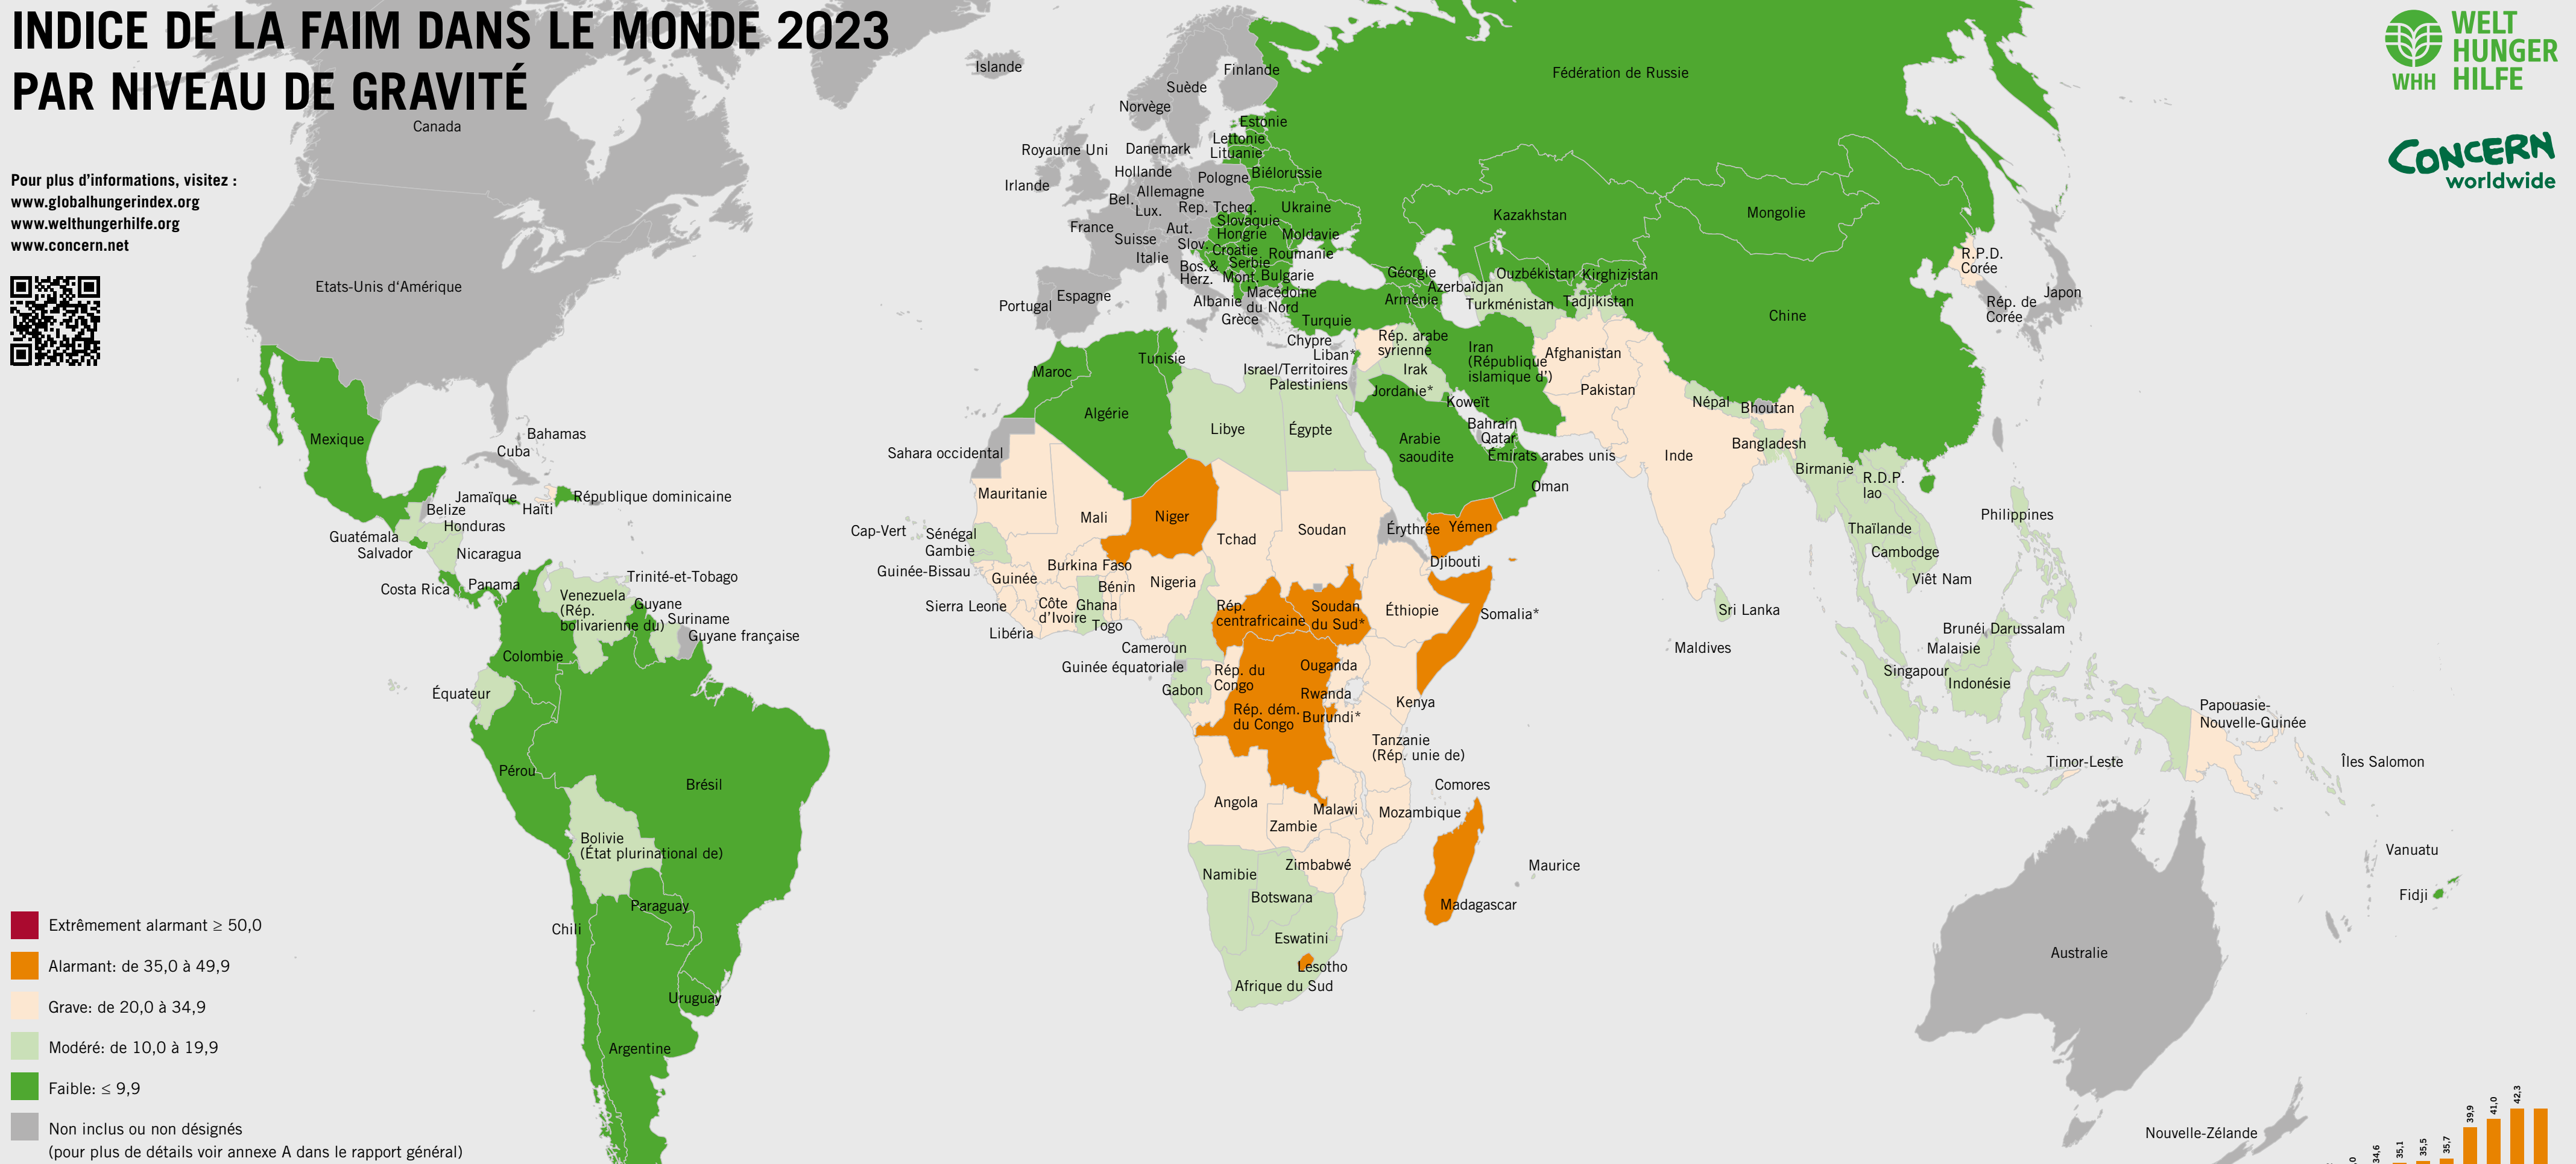 INDICE DE LA FAIM DANS LE MONDE 2023
PAR NIVEAU DE GRAVITÉ
Pour plus d'informations, visitez :
www.globalhungerindex.org
www.welthungerhilfe.org
www.concern.net
WELT
HUNGER
HILFE
WHH
CONCERN
worldwide
Canada
Etats-Unis d'Amérique
Mexique
Bahamas
Cuba
Jamaïque
Haïti
République dominicaine
Belize
Honduras
Guatémala
Salvador
Nicaragua
Costa Rica
Panama
Trinité-et-Tobago
Venezuela
(Rép.
bolivarienne du)
Guyane
Suriname
Guyane française
Colombie
Équateur
Pérou
Brésil
Bolivie
(État plurinational de)
Paraguay
Chili
Uruguay
Argentine
Islande
Finlande
Suède
Norvège
Estonie
Lettonie
Lituanie
Royaume Uni
Danemark
Irlande
Hollande
Pologne
Biélorussie
Allemagne
Bel.
Lux.
Rep. Tcheq.
Ukraine
Slovaquie
France
Suisse
Aut.
Hongrie
Moldavie
Slov.
Croatie
Italie
Serbie
Roumanie
Bos.&
Herz.
Mont.
Bulgarie
Portugal
Espagne
Albanie
Macédoine
du Nord
Grèce
Turquie
Fédération de Russie
Kazakhstan
Mongolie
Géorgie
Azerbaïdjan
Arménie
Ouzbékistan
Kirghizistan
Turkménistan
Tadjikistan
Chine
R.P.D.
Corée
Rép. de
Corée
Japon
Chypre
Liban*
Israel/Territoires
Palestiniens
Rép. arabe
syrienne
Irak
Jordanie*
Iran
(République
islamique d')
Koweït
Bahrain
Qatar
Émirats arabes unis
Arabie
saoudite
Oman
Yémen
Afghanistan
Pakistan
Inde
Népal
Bhoutan
Bangladesh
Birmanie
R.D.P.
lao
Thaïlande
Cambodge
Viêt Nam
Philippines
Sri Lanka
Maldives
Brunéi Darussalam
Malaisie
Singapour
Indonésie
Timor-Leste
Papouasie-
Nouvelle-Guinée
Îles Salomon
Vanuatu
Fidji
Australie
Nouvelle-Zélande
Tunisie
Maroc
Algérie
Libye
Égypte
Sahara occidental
Mauritanie
Mali
Niger
Tchad
Soudan
Érythrée
Djibouti
Cap-Vert
Sénégal
Gambie
Guinée-Bissau
Guinée
Burkina Faso
Bénin
Nigeria
Sierra Leone
Côte
d'Ivoire
Ghana
Togo
Libéria
Cameroun
Guinée équatoriale
Gabon
Rép. du
Congo
Rép.
centrafricaine
Soudan
du Sud*
Éthiopie
Somalia*
Ouganda
Rwanda
Burundi*
Kenya
Rép. dém.
du Congo
Tanzanie
(Rép. unie de)
Comores
Angola
Malawi
Mozambique
Zambie
Zimbabwé
Namibie
Botswana
Maurice
Madagascar
Eswatini
Lesotho
Afrique du Sud
Extrêmement alarmant ≥ 50,0
Alarmant: de 35,0 à 49,9
Grave: de 20,0 à 34,9
Modéré: de 10,0 à 19,9
Faible: ≤ 9,9
Non inclus ou non désignés
(pour plus de détails voir annexe A dans le rapport général)
34,6
35,1
35,5
35,7
39,9
41,0
42,3